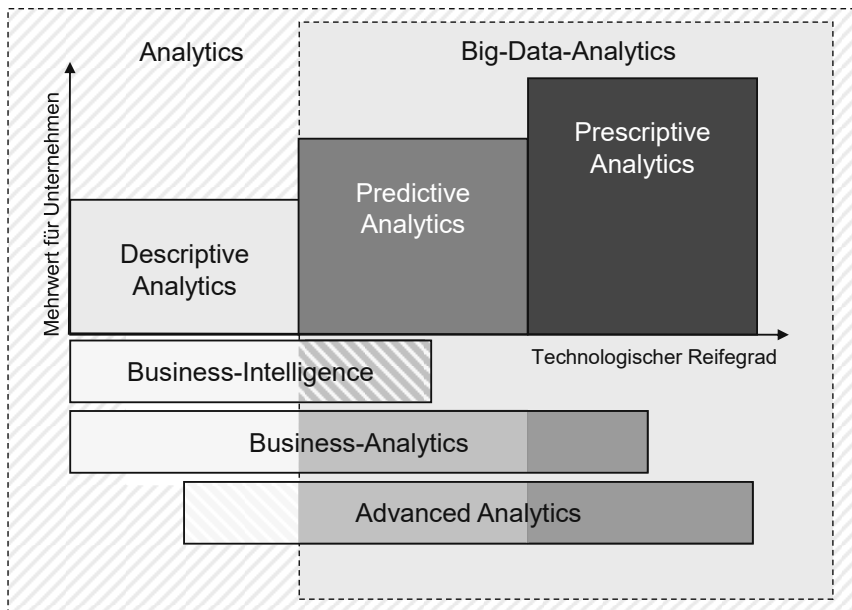 Analytics
Big-Data-Analytics
Mehrwert für Unternehmen
Descriptive
Analytics
Predictive
Analytics
Prescriptive
Analytics
Technologischer Reifegrad
Business-Intelligence
Business-Analytics
Advanced Analytics